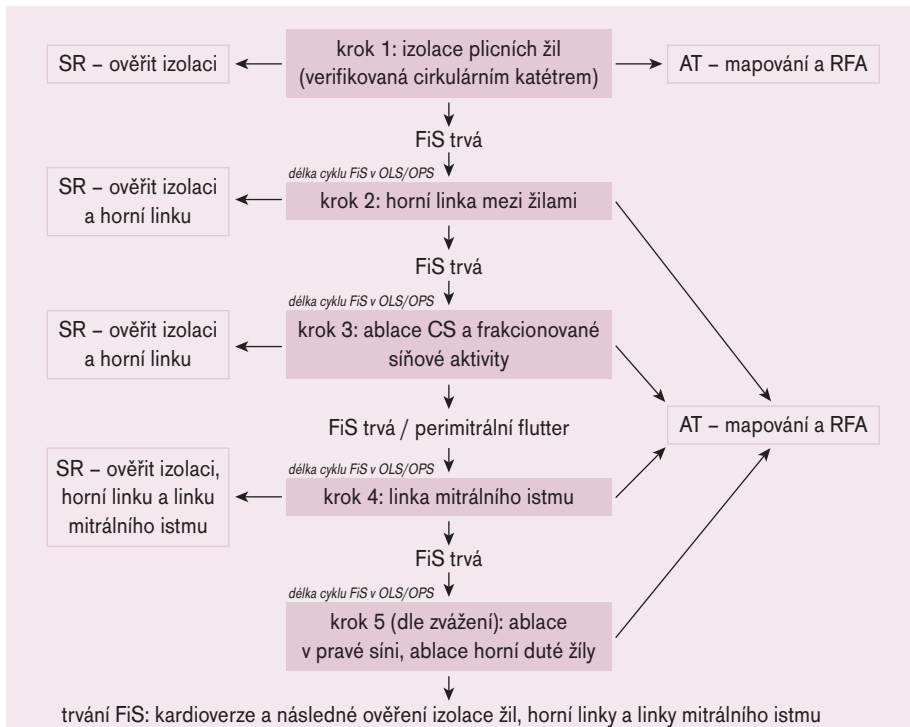 krok 1: izolace plicních žil
(verifikovaná cirkulárním katétrem)
SR – ověřit izolaci
AT – mapování a RFA
FiS trvá
délka cyklu FiS v OLS/OPS
krok 2: horní linka mezi žilami
SR – ověřit izolaci
a horní linku
FiS trvá
délka cyklu FiS v OLS/OPS
krok 3: ablace CS a frakcionované
síňové aktivity
SR – ověřit izolaci
a horní linku
FiS trvá / perimitrální flutter
AT – mapování a RFA
délka cyklu FiS v OLS/OPS
krok 4: linka mitrálního istmu
SR – ověřit izolaci,
horní linku a linku
mitrálního istmu
FiS trvá
délka cyklu FiS v OLS/OPS
krok 5 (dle zvážení): ablace
v pravé síni, ablace horní duté žíly
trvání FiS: kardioverze a následné ověření izolace žil, horní linky a linky mitrálního istmu